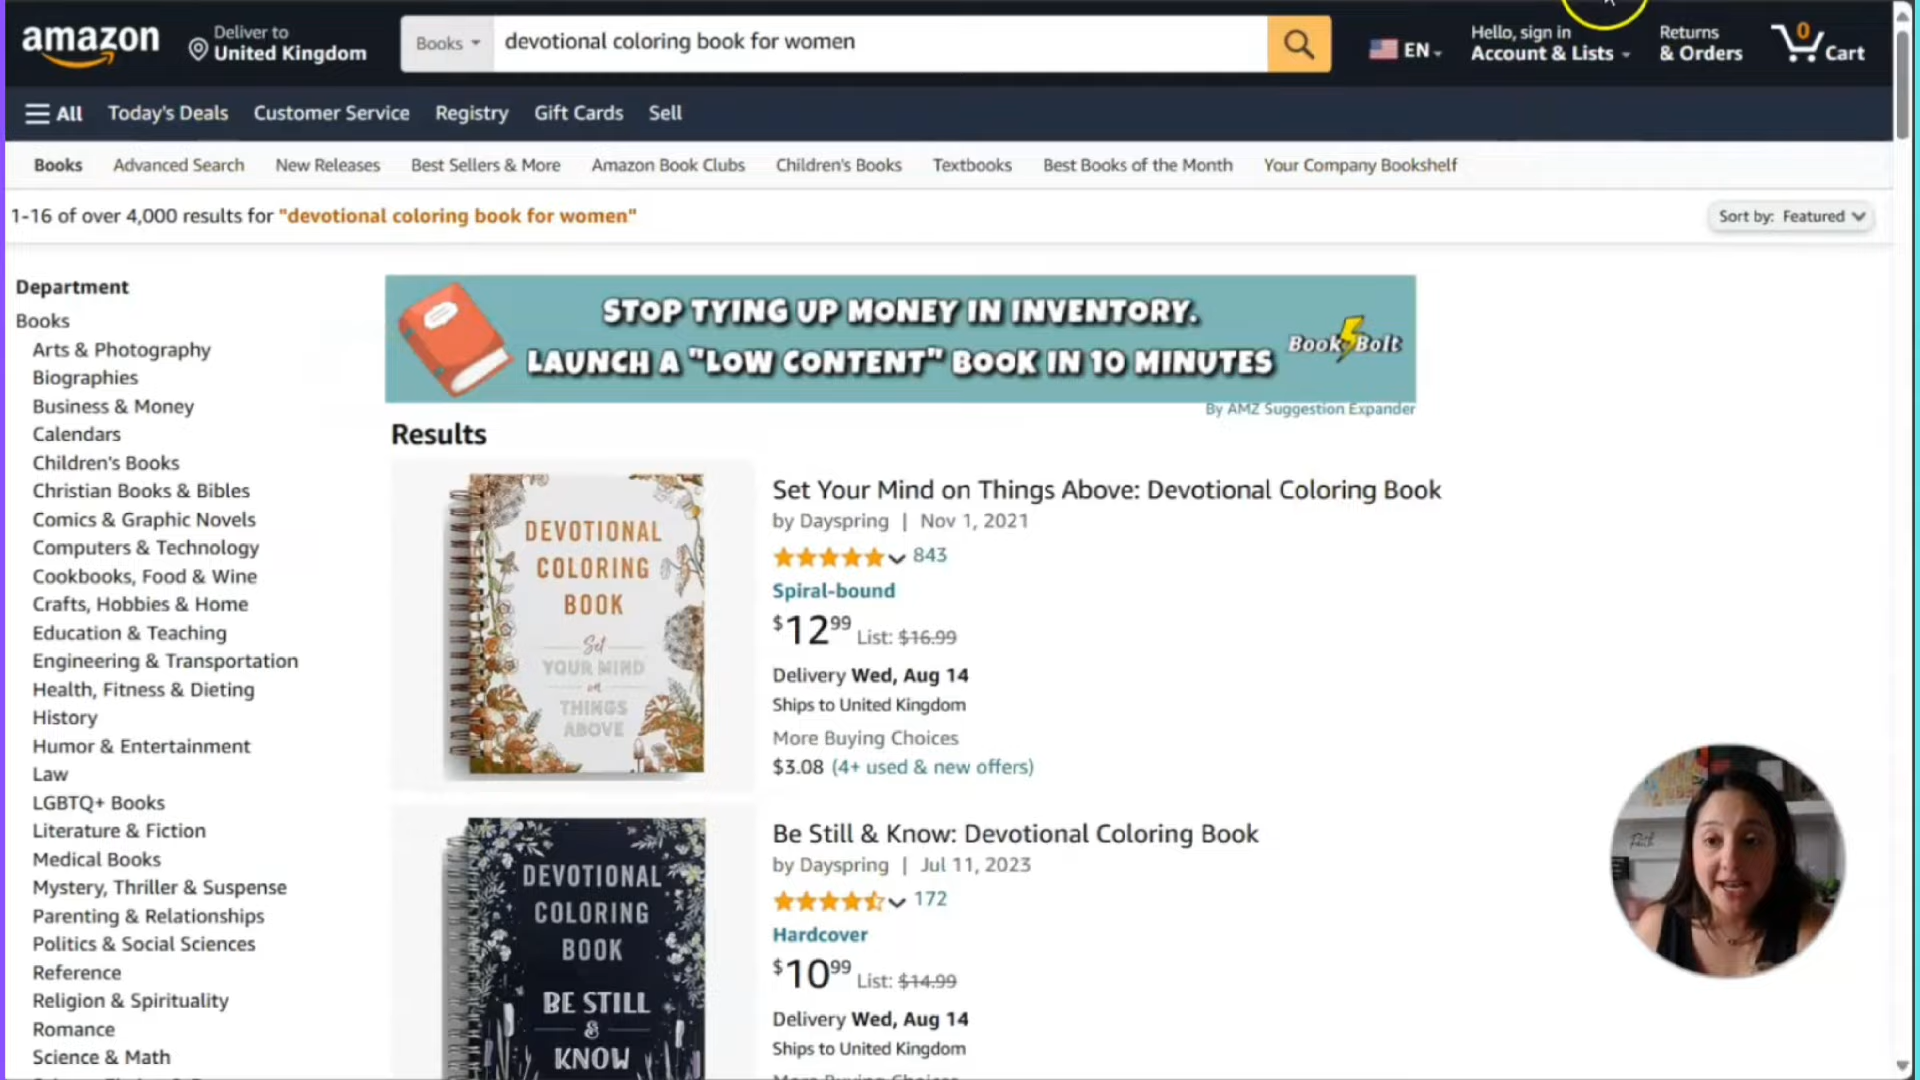 amazon
Deliver to
United Kingdom
Books
devotional coloring book for women
EN
Hello, sign in
Account & Lists
Returns
& Orders
0
Cart
All
Today's Deals
Customer Service
Registry
Gift Cards
Sell
Books
Advanced Search
New Releases
Best Sellers & More
Amazon Book Clubs
Children's Books
Textbooks
Best Books of the Month
Your Company Bookshelf
1-16 of over 4,000 results for "devotional coloring book for women"
Sort by: Featured
Department
Books
Arts & Photography
Biographies
Business & Money
Calendars
Children's Books
Christian Books & Bibles
Comics & Graphic Novels
Computers & Technology
Cookbooks, Food & Wine
Crafts, Hobbies & Home
Education & Teaching
Engineering & Transportation
Health, Fitness & Dieting
History
Humor & Entertainment
Law
LGBTQ+ Books
Literature & Fiction
Medical Books
Mystery, Thriller & Suspense
Parenting & Relationships
Politics & Social Sciences
Reference
Religion & Spirituality
Romance
Science & Math
STOP TYING UP MONEY IN INVENTORY.
LAUNCH A "LOW CONTENT" BOOK IN 10 MINUTES
Book Bolt
By AMZ Suggestion Expander
Results
DEVOTIONAL
COLORING
BOOK
Set
YOUR MIND
on
THINGS
ABOVE
Set Your Mind on Things Above: Devotional Coloring Book
by Dayspring | Nov 1, 2021
843
Spiral-bound
$12.99 List: $16.99
Delivery Wed, Aug 14
Ships to United Kingdom
More Buying Choices
$3.08 (4+ used & new offers)
DEVOTIONAL
COLORING
BOOK
BE STILL
&
KNOW
Be Still & Know: Devotional Coloring Book
by Dayspring | Jul 11, 2023
172
Hardcover
$10.99 List: $14.99
Delivery Wed, Aug 14
Ships to United Kingdom
More Buying Choices